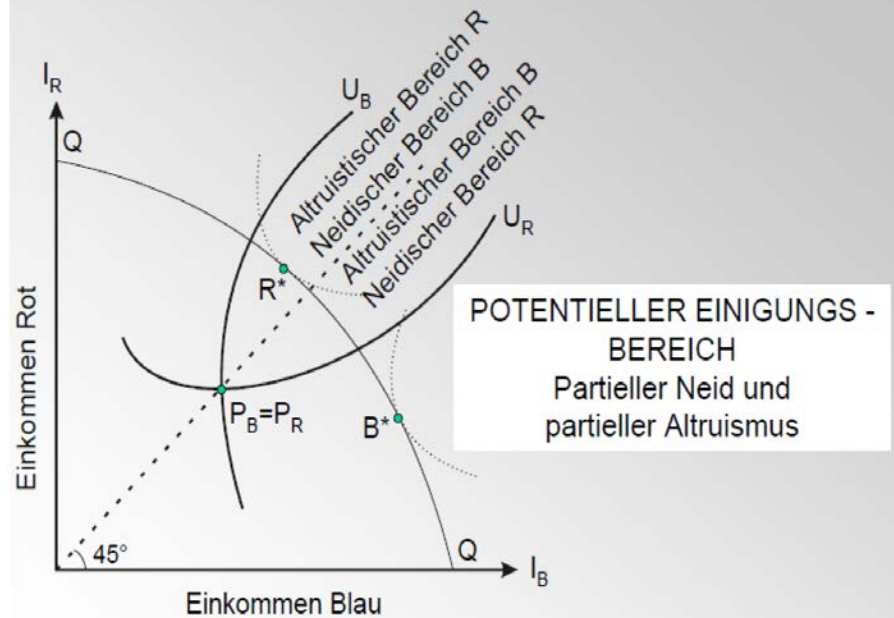 I_R
Q
U_B
Altruistischer Bereich R
Neidischer Bereich B
Altruistischer Bereich B
Neidischer Bereich R
U_R
R*
POTENTIELLER EINIGUNGS -
BEREICH
Partieller Neid und
partieller Altruismus
P_B=P_R
B*
Einkommen Rot
45°
Q
I_B
Einkommen Blau